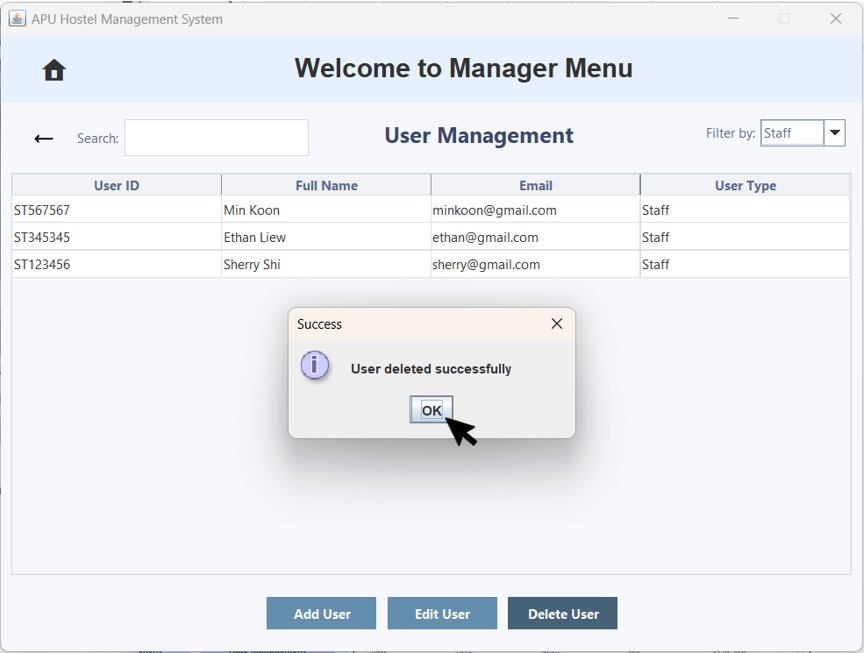 APU Hostel Management System
Welcome to Manager Menu
Search:
User Management
Filter by: Staff
User ID Full Name Email User Type
ST567567 Min Koon minkoon@gmail.com Staff
ST345345 Ethan Liew ethan@gmail.com Staff
ST123456 Sherry Shi sherry@gmail.com Staff
Success
i
User deleted successfully
OK
Add User Edit User Delete User